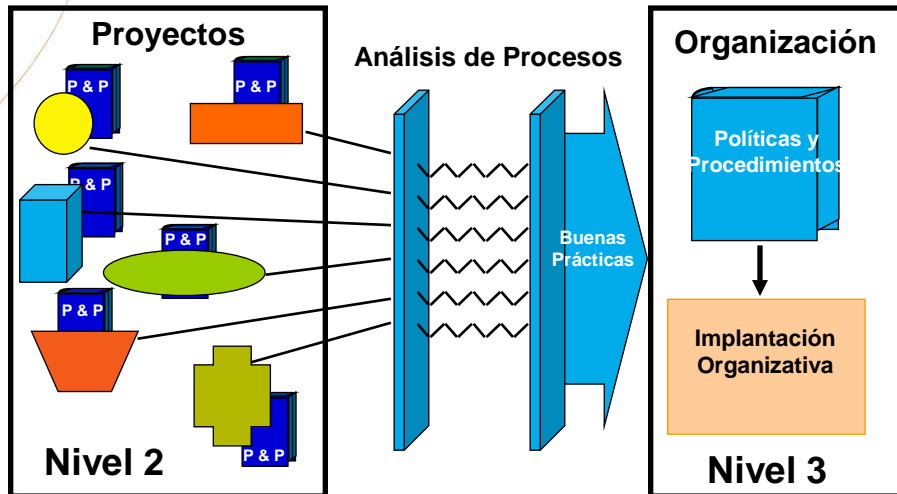 Proyectos
P & P
P & P
P & P
P & P
P & P
P & P
Nivel 2
Análisis de Procesos
Buenas
Prácticas
Organización
Políticas y
Procedimientos
Implantación
Organizativa
Nivel 3